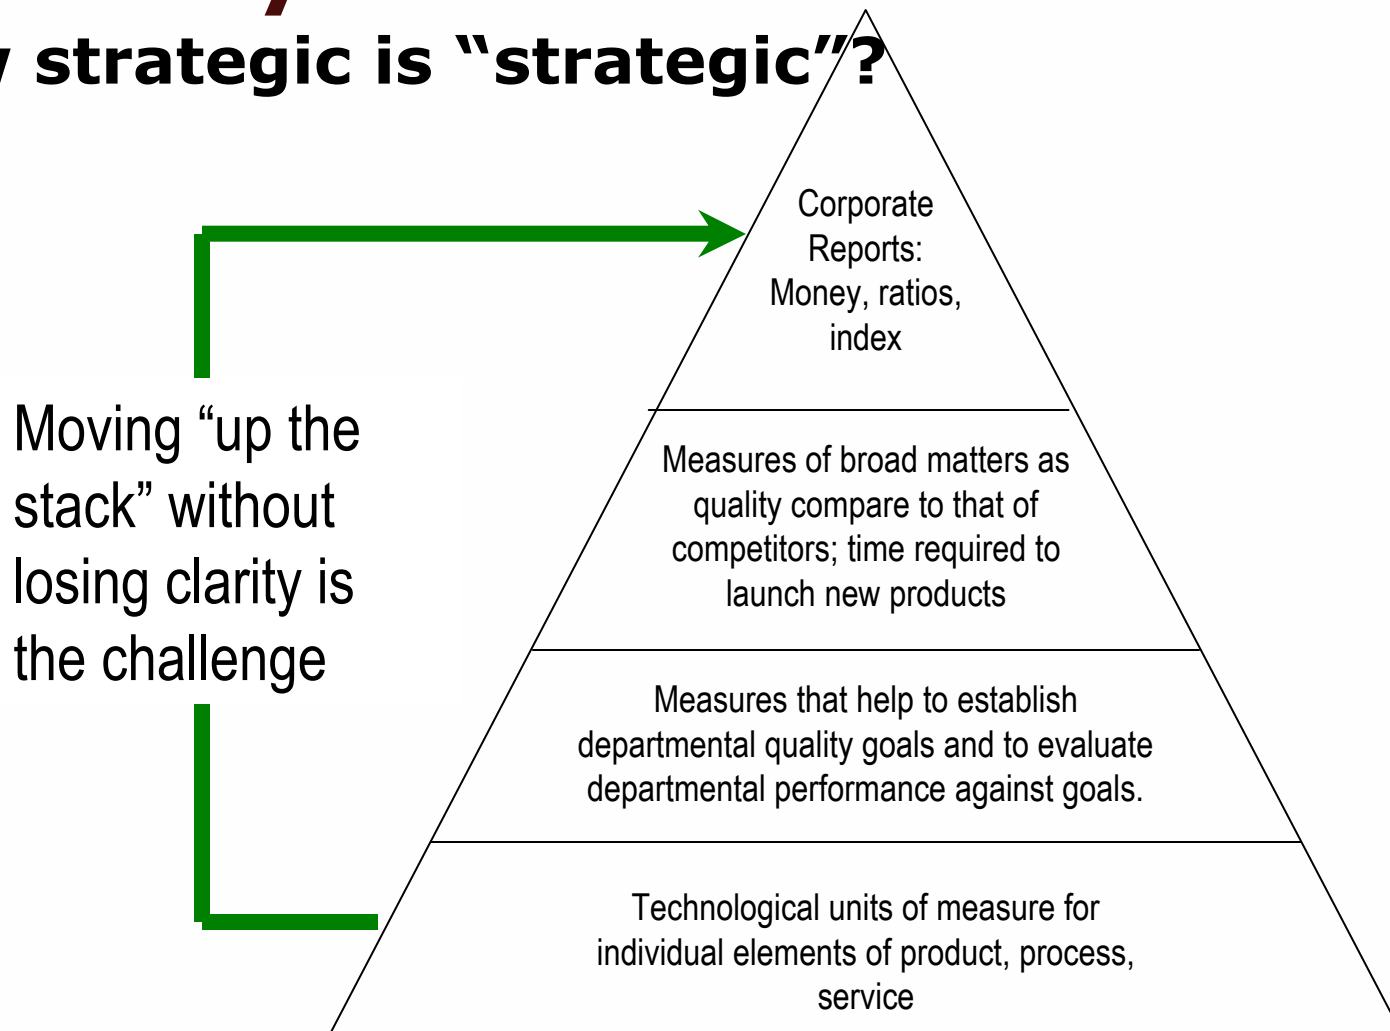 strategic is “strategic”?
Corporate
Reports:
Money, ratios,
index
Moving “up the
stack” without
losing clarity is
the challenge
Measures of broad matters as
quality compare to that of
competitors; time required to
launch new products
Measures that help to establish
departmental quality goals and to evaluate
departmental performance against goals.
Technological units of measure for
individual elements of product, process,
service